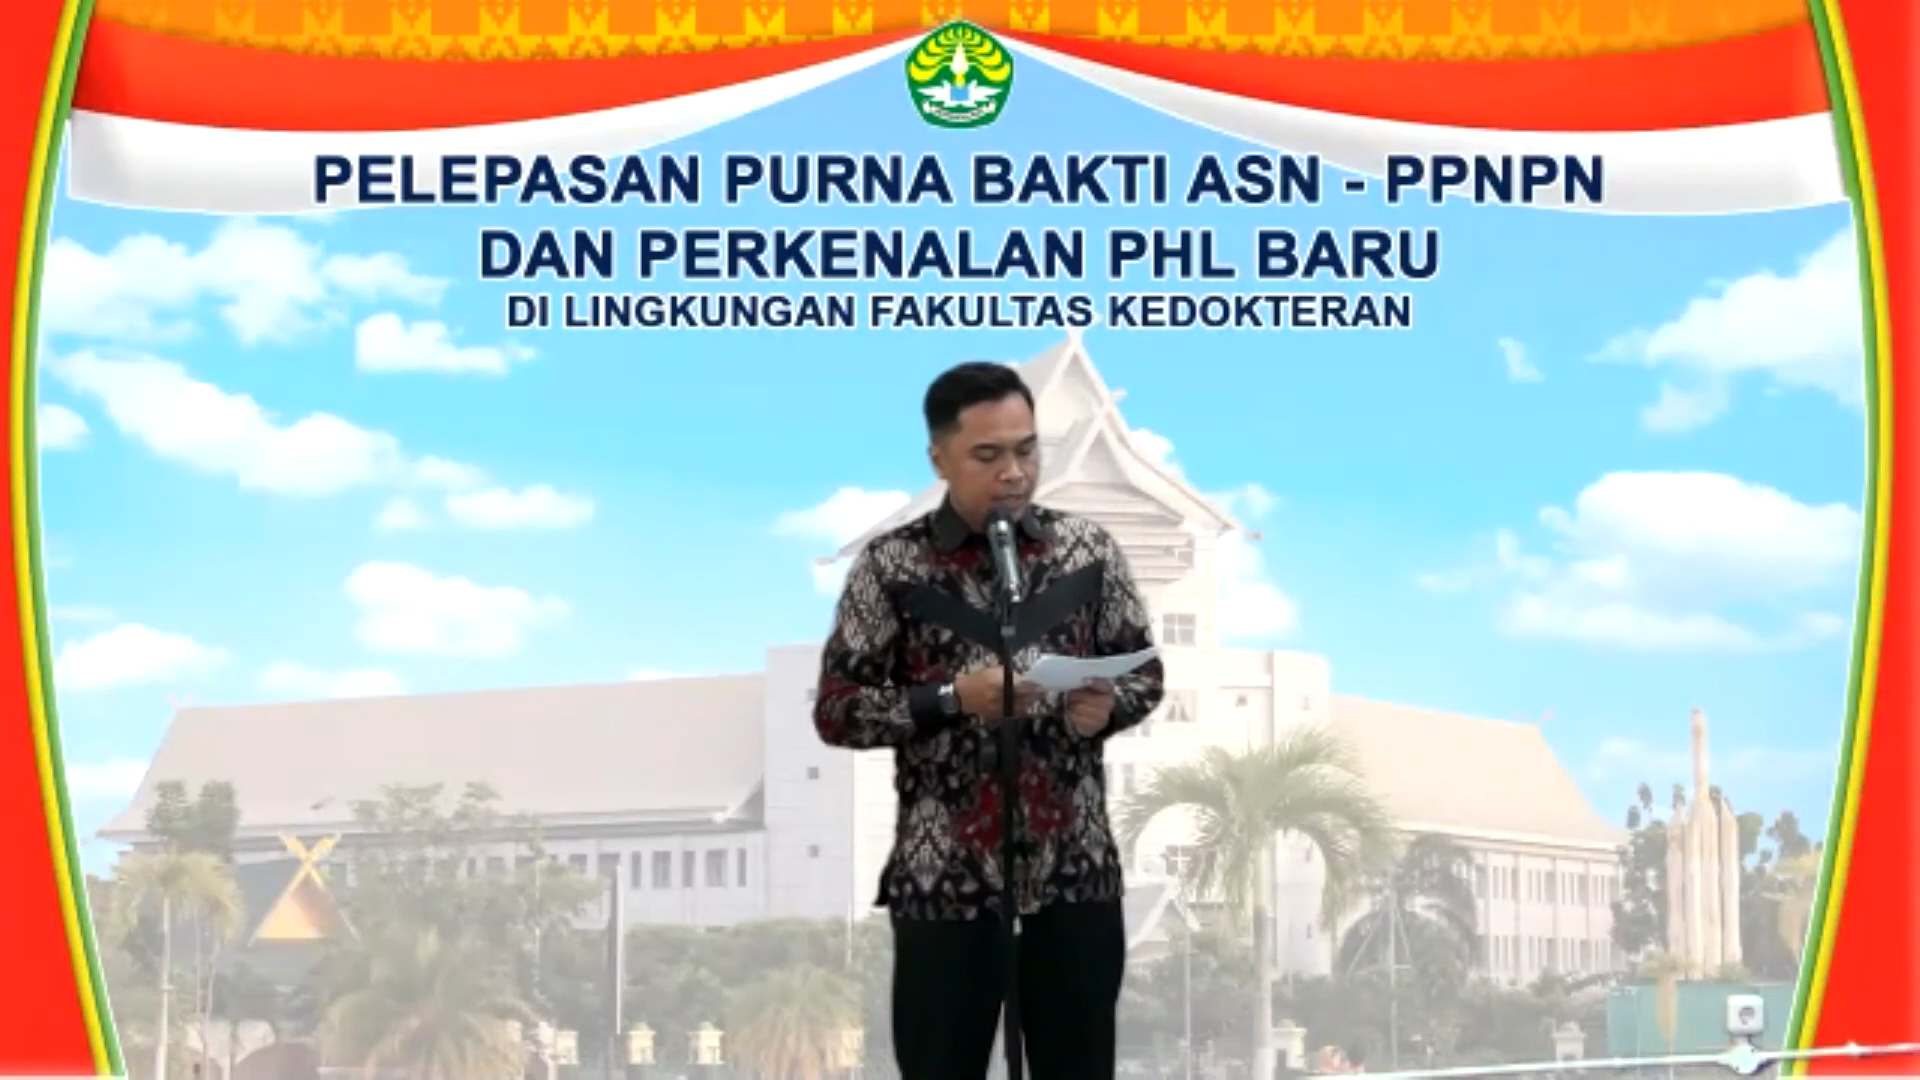 PELEPASAN PURNA BAKTI ASN - PPNPN
DAN PERKENALAN PHL BARU
DI LINGKUNGAN FAKULTAS KEDOKTERAN